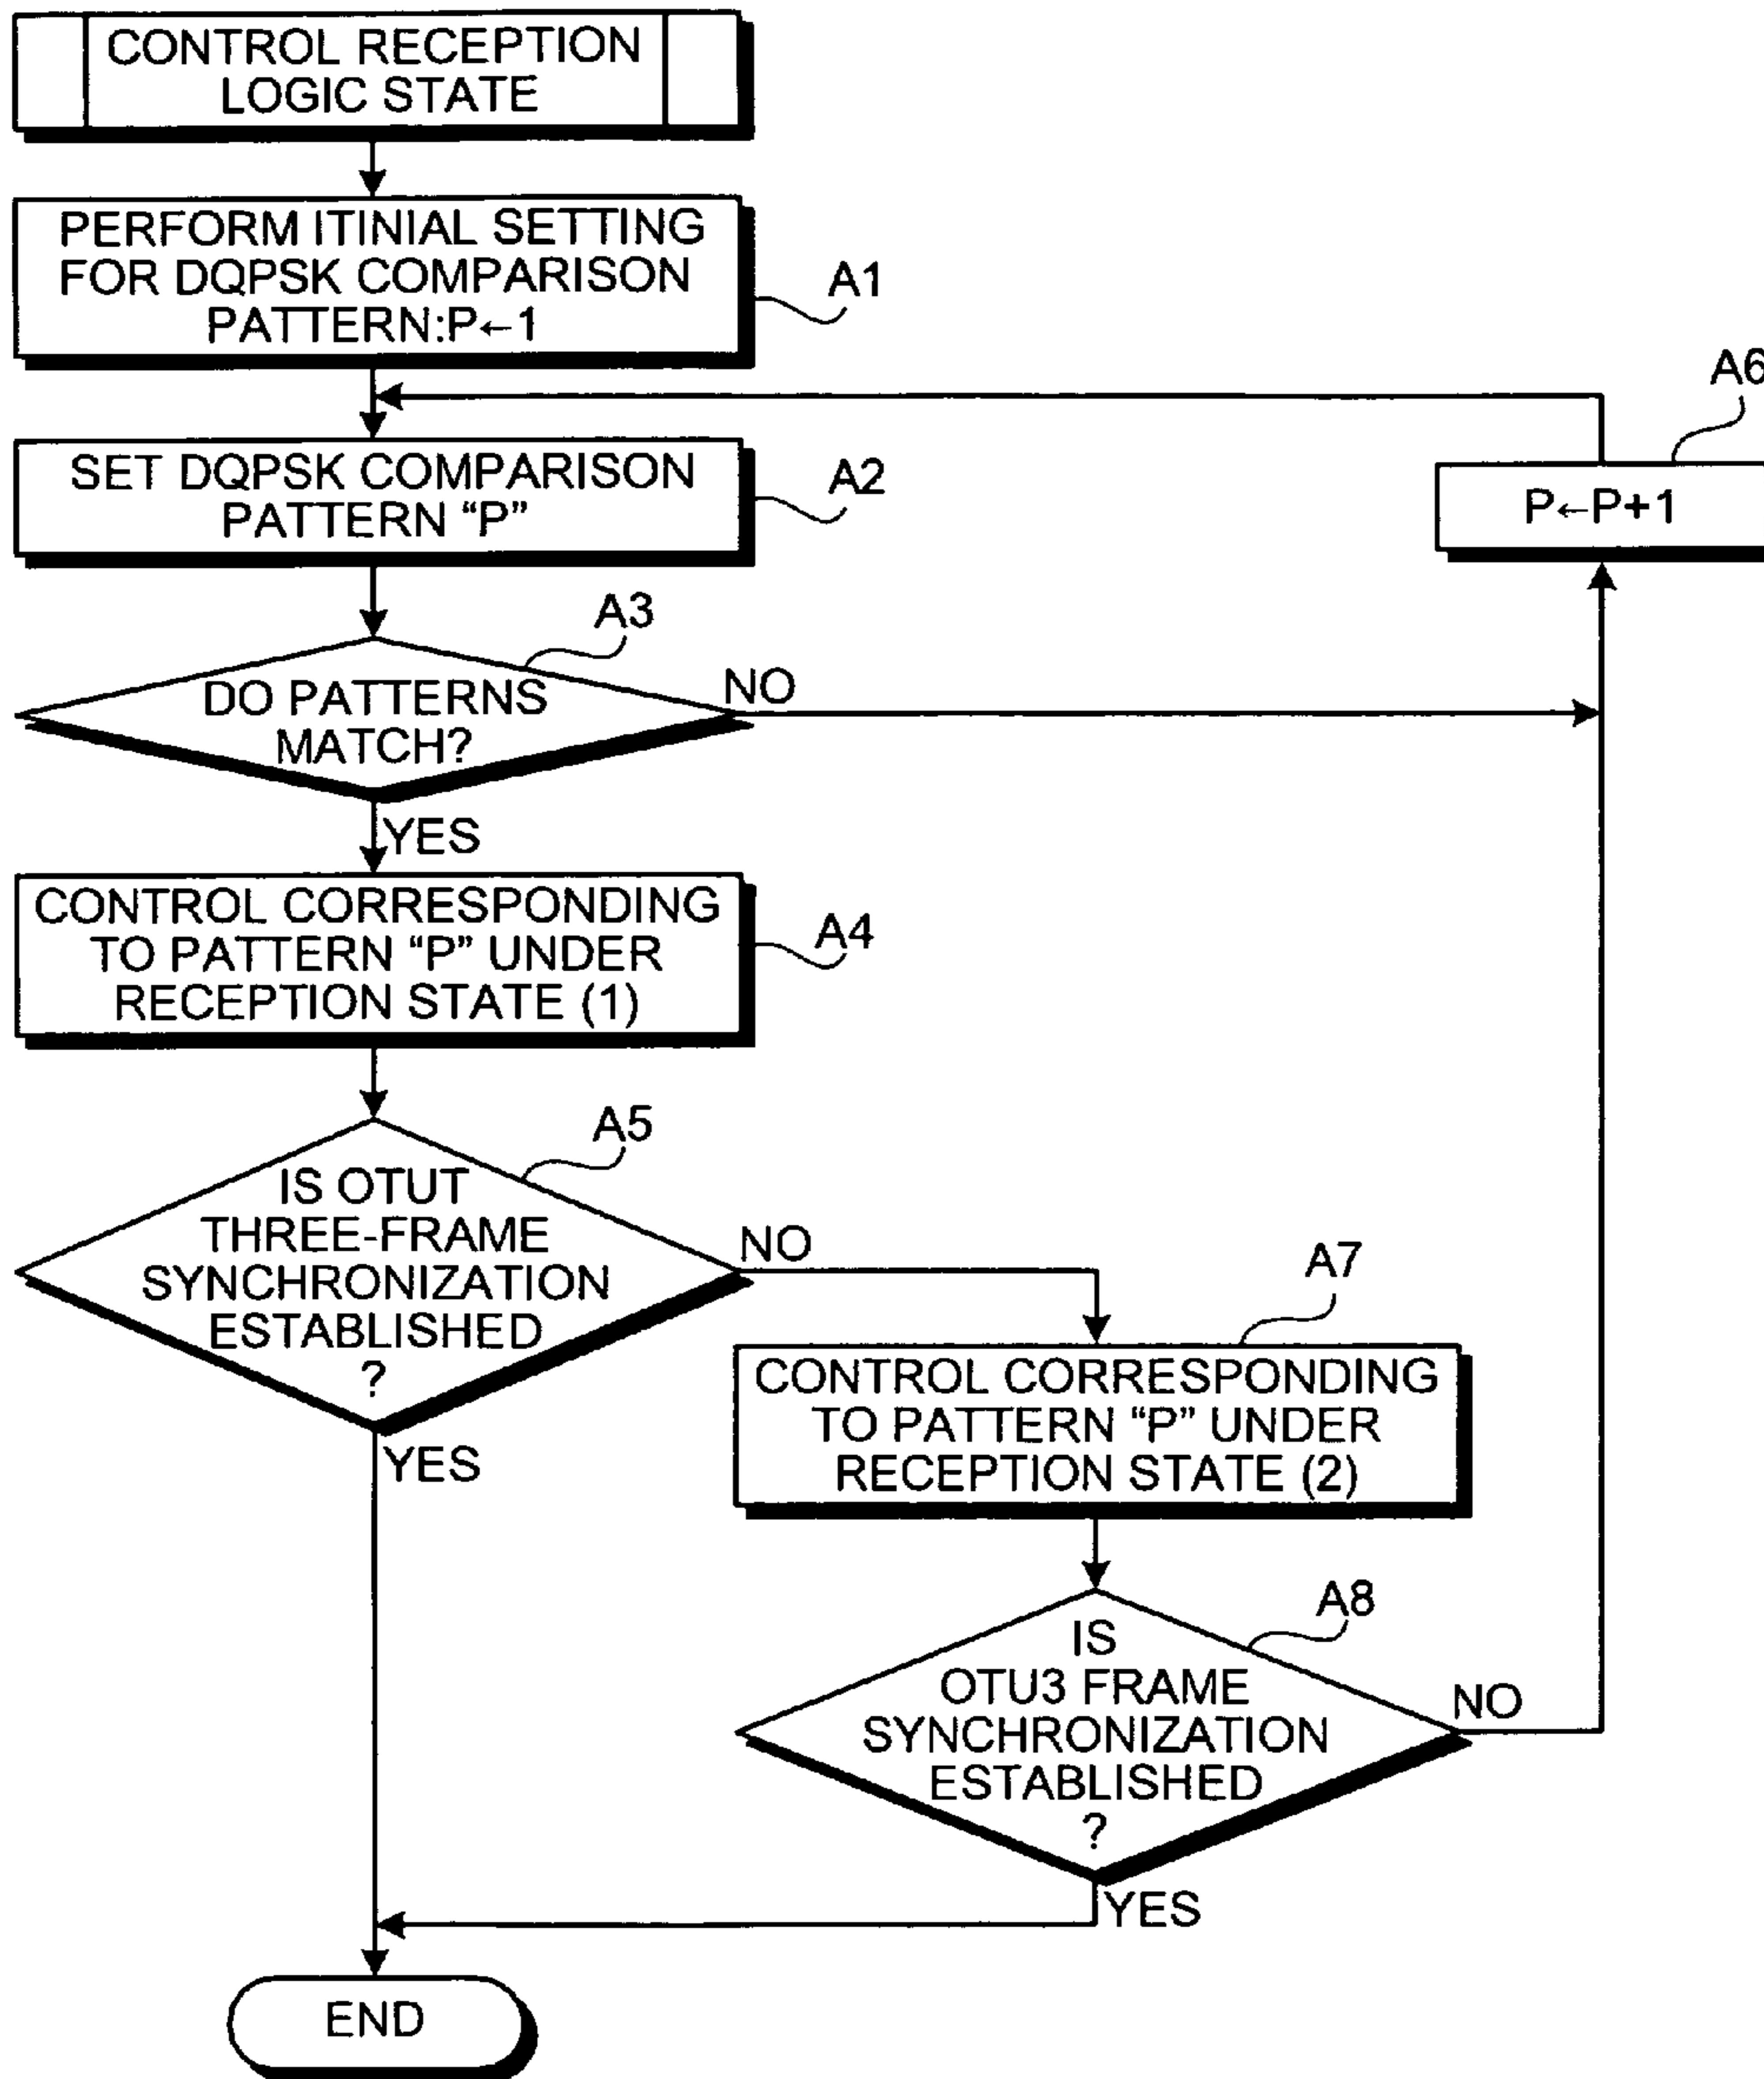 CONTROL RECEPTION
LOGIC STATE
PERFORM ITINIAL SETTING
FOR DQPSK COMPARISON
PATTERN:P←1
A1
A6
SET DQPSK COMPARISON
PATTERN “P”
A2
P←P+1
A3
DO PATTERNS
MATCH?
NO
YES
CONTROL CORRESPONDING
TO PATTERN “P” UNDER
RECEPTION STATE (1)
A4
A5
IS OTUT
THREE-FRAME
SYNCHRONIZATION
ESTABLISHED
?
NO
YES
A7
CONTROL CORRESPONDING
TO PATTERN “P” UNDER
RECEPTION STATE (2)
A8
IS
OTU3 FRAME
SYNCHRONIZATION
ESTABLISHED
?
NO
YES
END